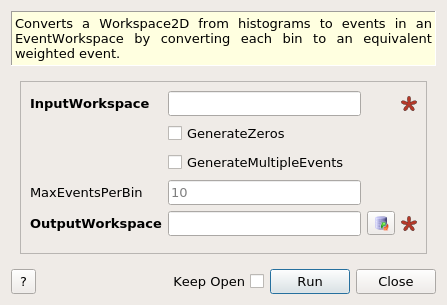 Converts a Workspace2D from histograms to events in an
EventWorkspace by converting each bin to an equivalent
weighted event.
InputWorkspace
GenerateZeros
GenerateMultipleEvents
MaxEventsPerBin 10
OutputWorkspace
? Keep Open Run Close